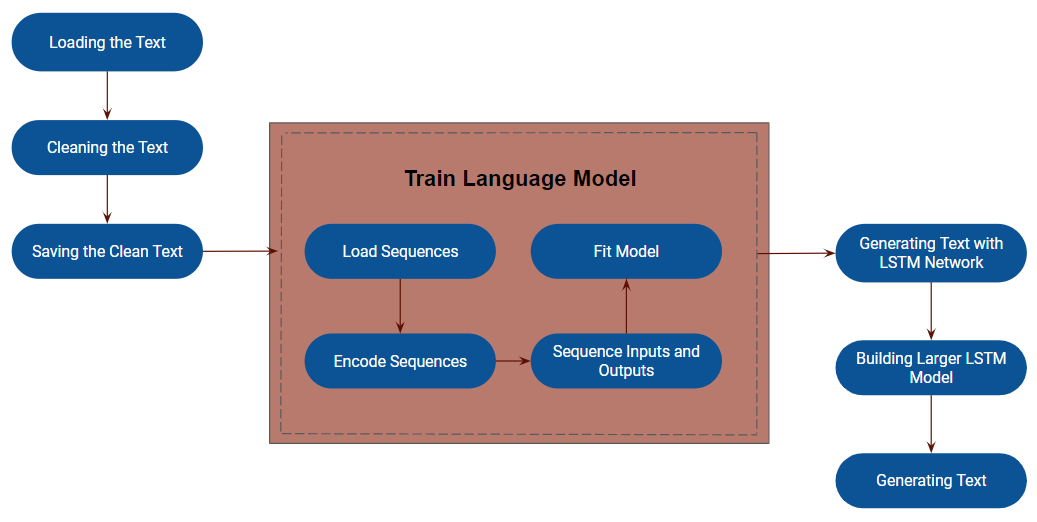 Loading the Text
Cleaning the Text
Saving the Clean Text
Train Language Model
Load Sequences
Encode Sequences
Sequence Inputs and
Outputs
Fit Model
Generating Text with
LSTM Network
Building Larger LSTM
Model
Generating Text